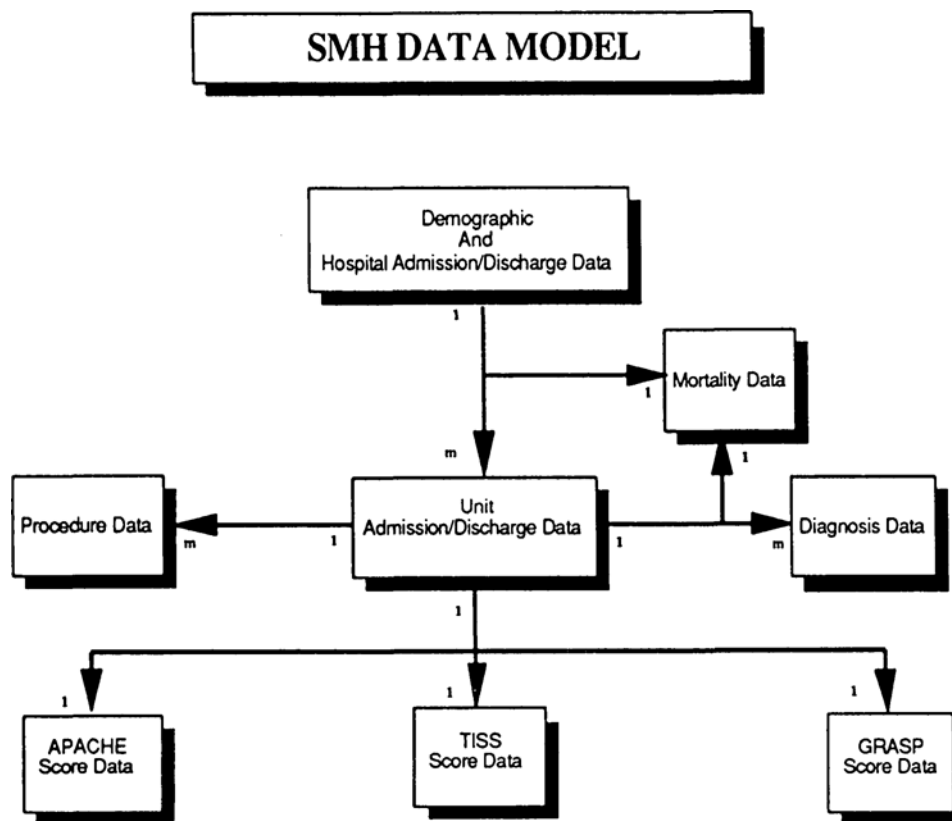 SMH DATA MODEL
Demographic
And
Hospital Admission/Discharge Data
1
Mortality Data
1
m
1
Procedure Data
m
1
Unit
Admission/Discharge Data
1
m
Diagnosis Data
1
1
1
1
APACHE
Score Data
TISS
Score Data
GRASP
Score Data